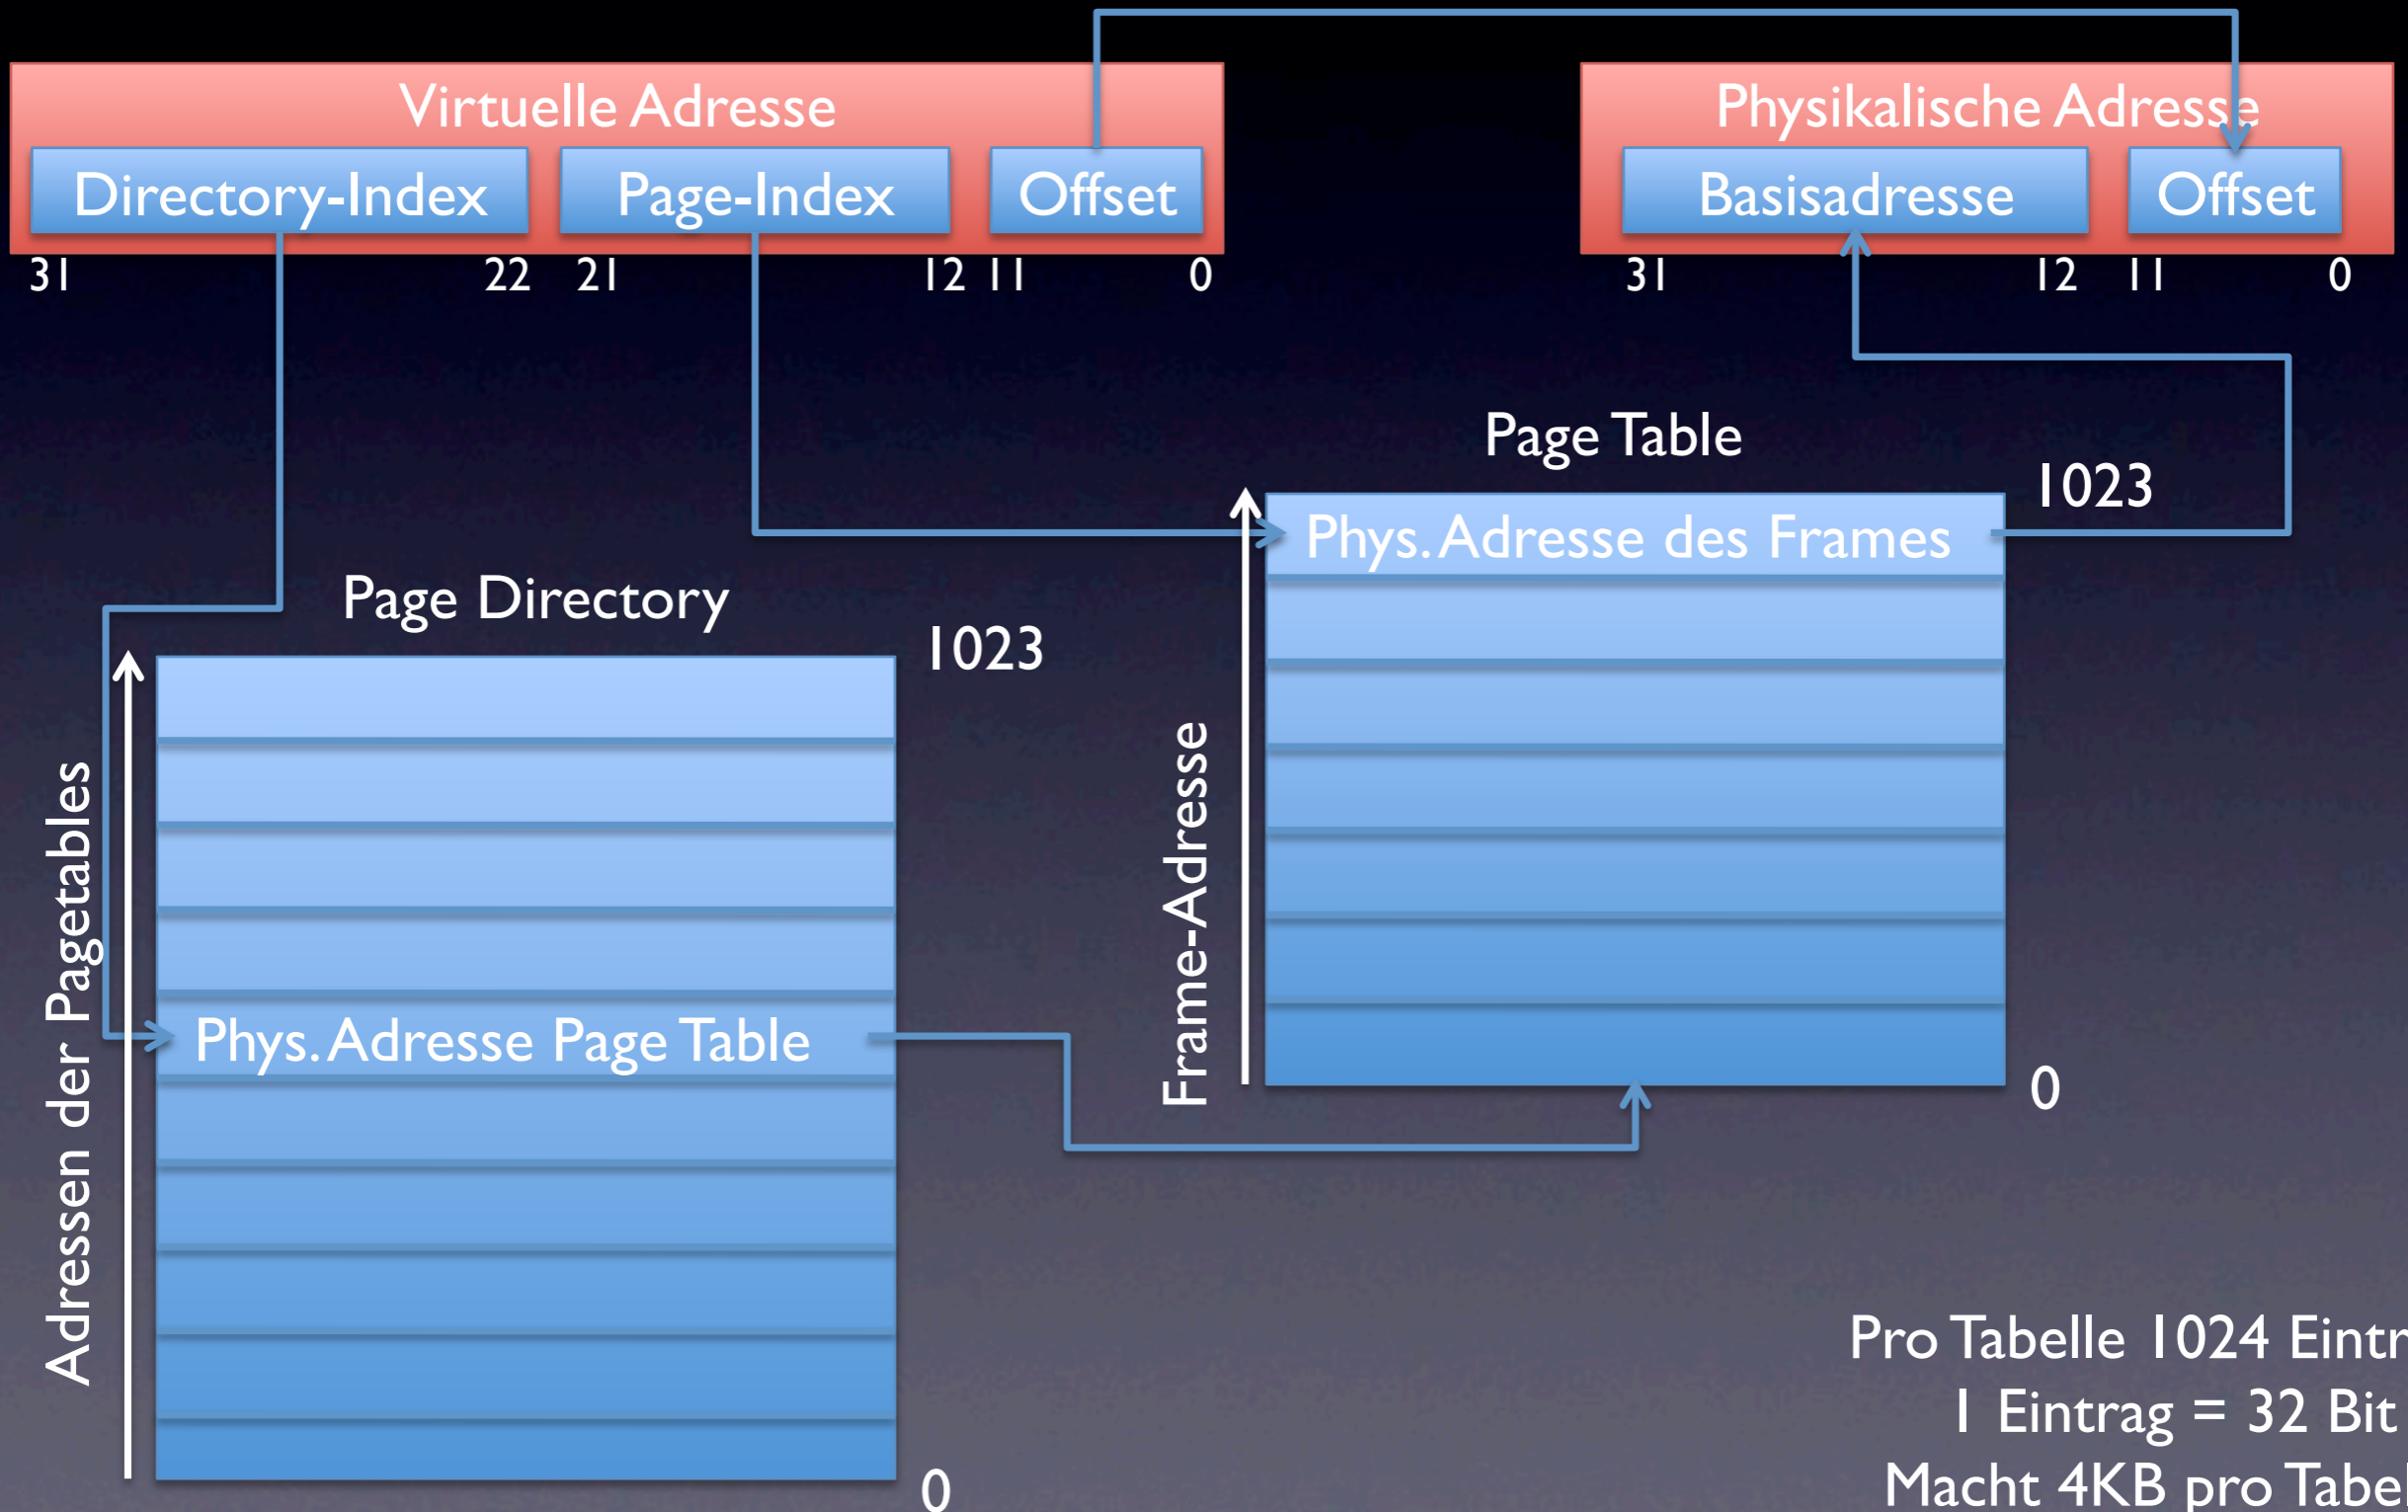 Virtuelle Adresse
Directory-Index Page-Index Offset
31 22 21 12 11 0
Physikalische Adresse
Basisadresse Offset
31 12 11 0
Page Table
1023
Phys. Adresse des Frames
Frame-Adresse
0
Page Directory
1023
Adressen der Pagetables
Phys. Adresse Page Table
0
Pro Tabelle 1024
1 Eintrag = 32 Bit
Macht 4KB pro